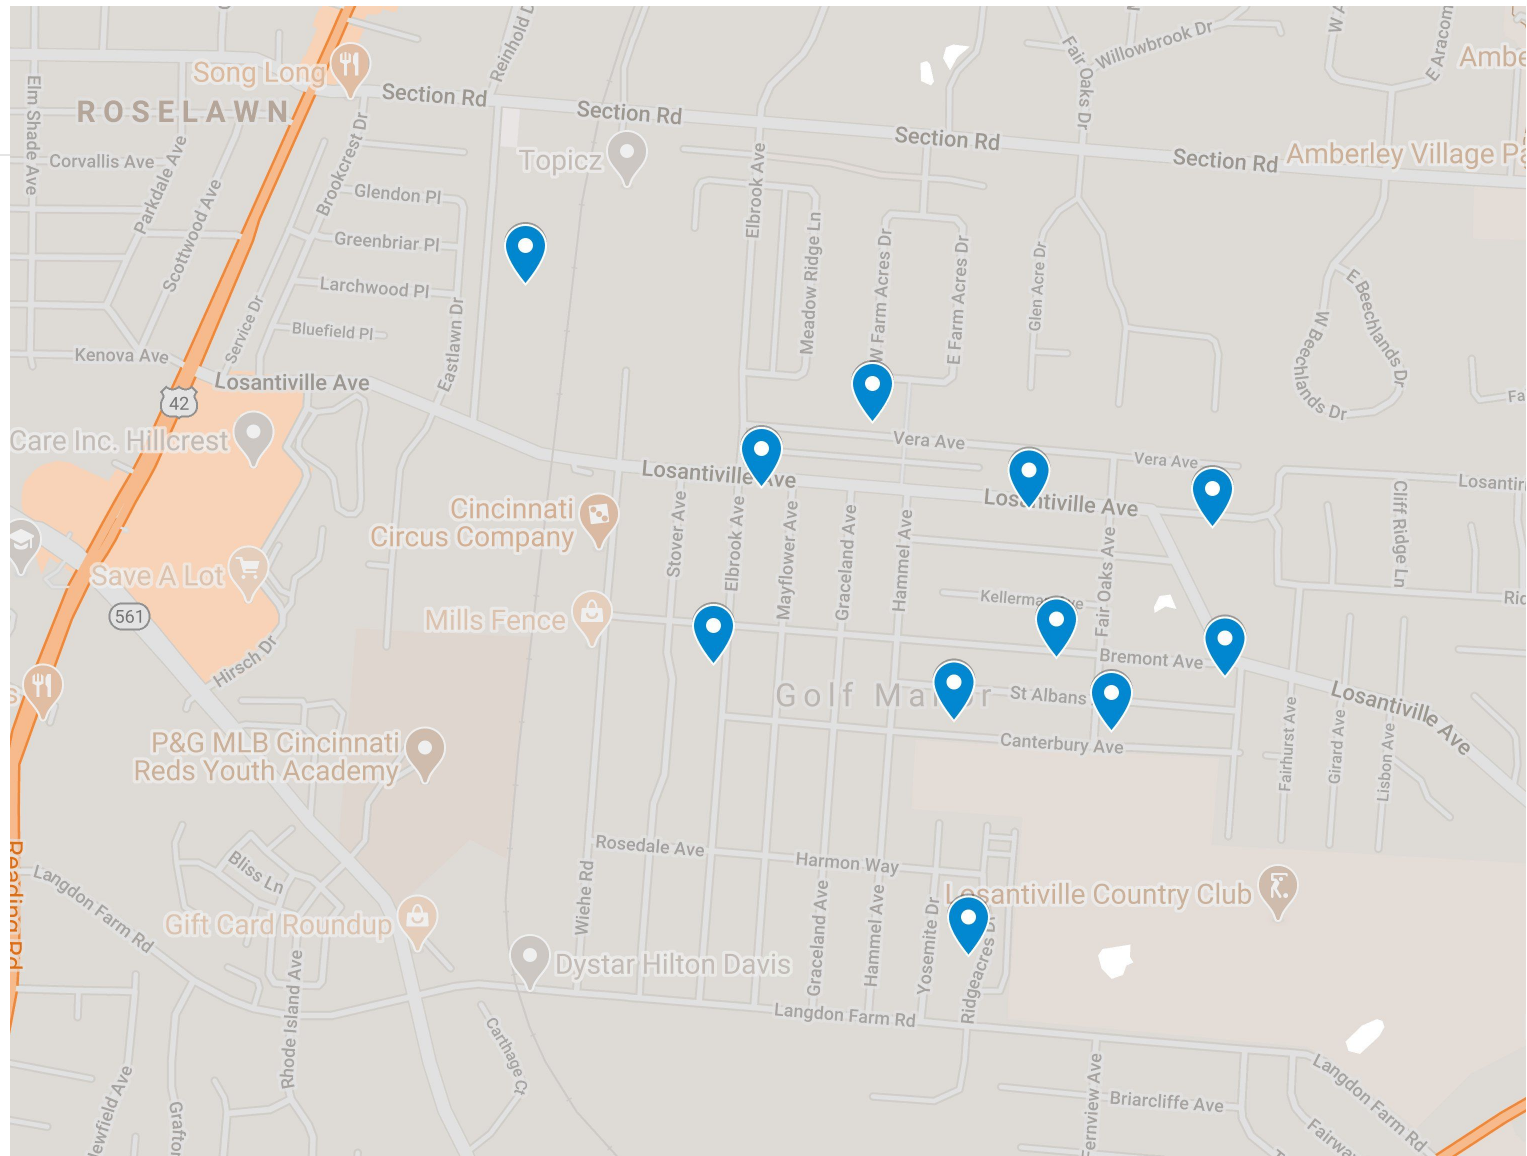 Song Long
ROSELAWN
Elm Shade Ave
Corvallis Ave
Parkdale Ave
Scottwood Ave
Brookcrest Dr
Section Rd
Section Rd
Section Rd
Section Rd
Topicz
Elbrook Ave
Fair Oaks Dr
Willowbrook Dr
Amberley Village
Glendon Pl
Greenbriar Pl
Larchwood Pl
Bluefield Pl
Service Dr
Eastlawn Dr
Meadow Ridge Ln
W Farm Acres Dr
E Farm Acres Dr
Glen Acre Dr
E Beechlands Dr
W Beechlands Dr
Kenova Ave
Losantiville Ave
42
Care Inc. Hillcrest
Vera Ave
Vera Ave
Losantiville Ave
Losantiville Ave
Cliff Ridge Ln
Cincinnati
Circus Company
Stover Ave
Elbrook Ave
Mayflower Ave
Graceland Ave
Hammel Ave
Fair Oaks Ave
Save A Lot
561
Mills Fence
Hirsch Dr
Bremont Ave
Golf Manor
St Albans
Canterbury Ave
Losantiville Ave
Fairhurst Ave
Girard Ave
Lisbon Ave
P&G MLB Cincinnati
Reds Youth Academy
Rosedale Ave
Harmon Way
Bliss Ln
Langdon Farm Rd
Reading Rd
Gift Card Roundup
Wiehe Rd
Graceland Ave
Hammel Ave
Yosemite Dr
Ridgeacres Dr
Losantiville Country Club
Dystar Hilton Davis
Langdon Farm Rd
Rhode Island Ave
Carthage Ct
Fernview Ave
Briarcliffe Ave
Langdon Farm Rd